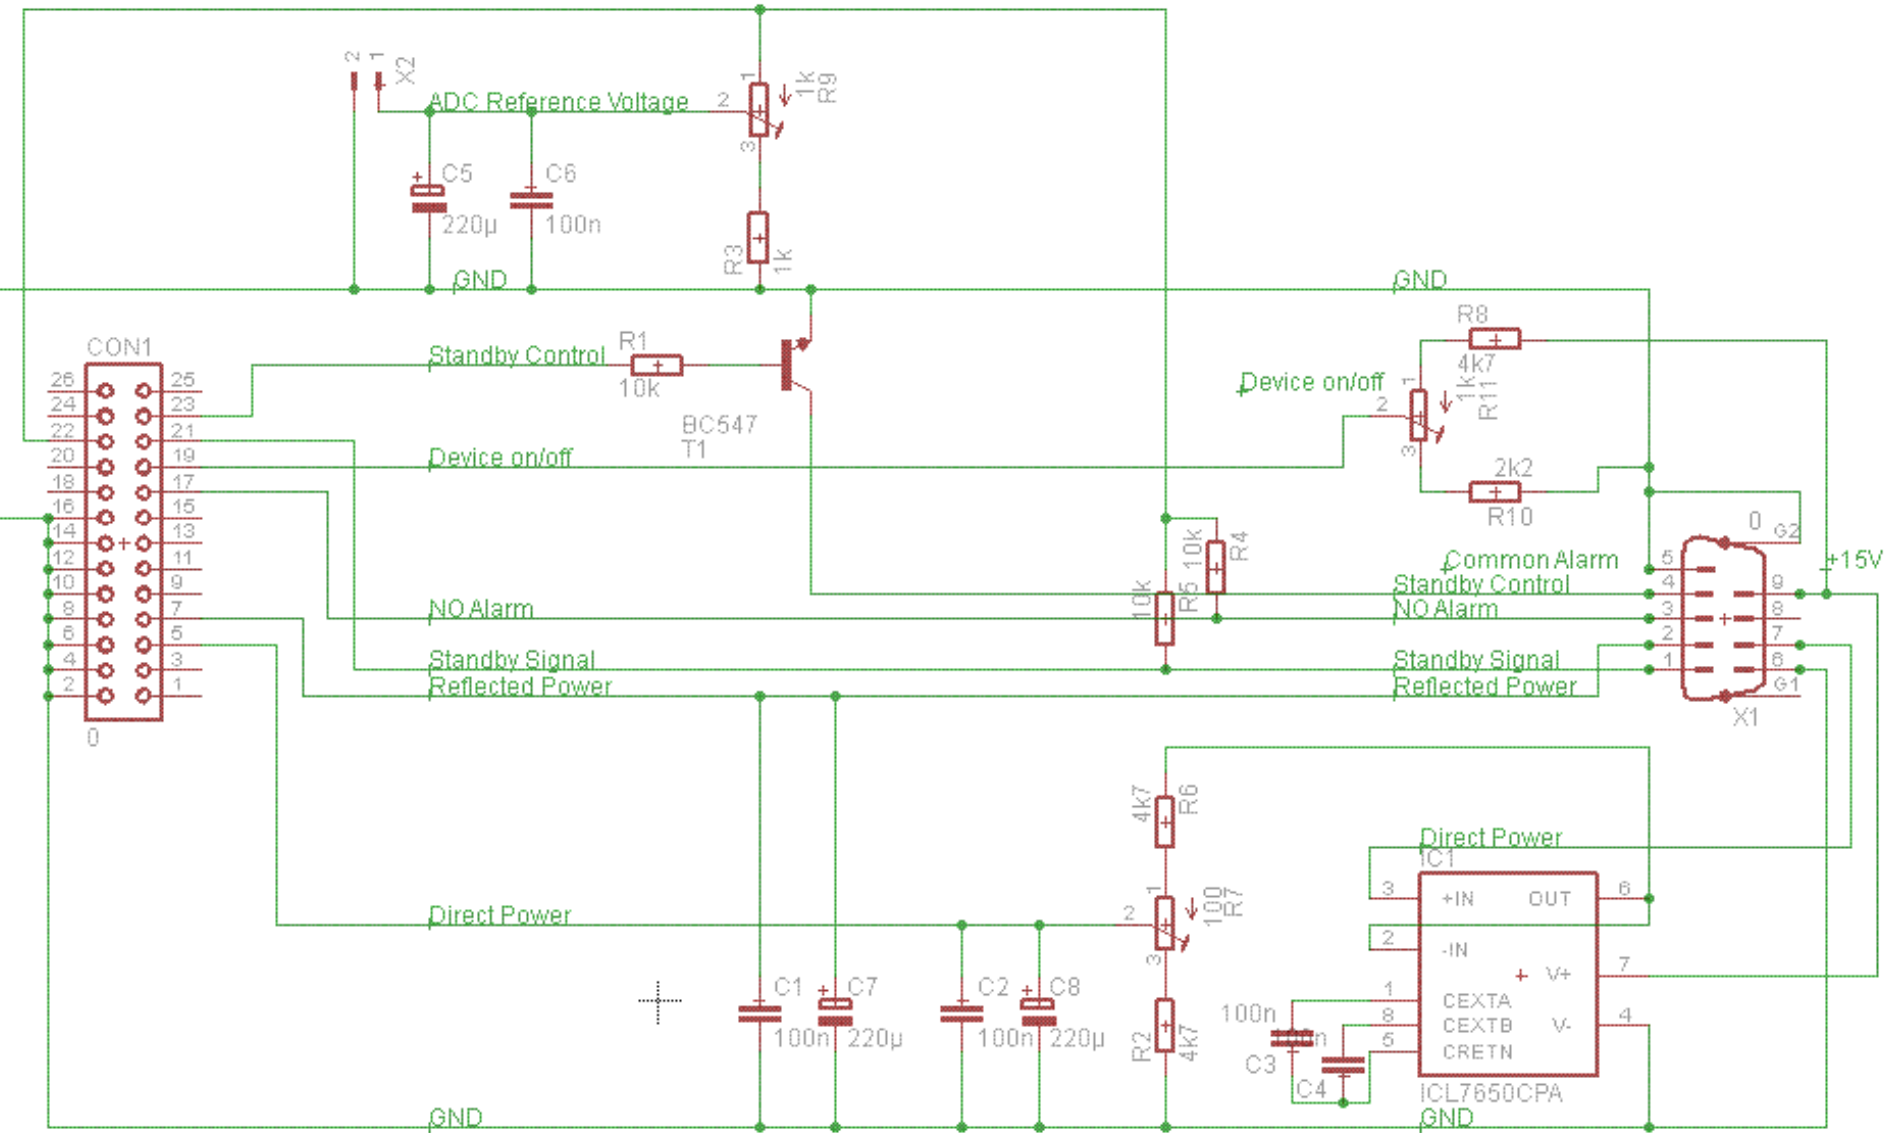 2 1 X2
ADC Reference Voltage 2 1 3 1k R9
+ C5 C6
220µ 100n
R3 1k
GND GND
CON1 R1 R8
Standby Control 4k7
10k
Device on/off 2 1 3 1k R11
BC547
T1
Device on/off
2k2
R10
26 25
24 23
22 21
20 19
18 17
16 15
14 13
12 11
10 9
8 7
6 5
4 3
2 1
0
10k R4
10k R5
0 G2
Common Alarm +15V
Standby Control
NO Alarm NO Alarm
Standby Signal Standby Signal
Reflected Power Reflected Power
5
4 9
3 8
2 7
1 6
G1
X1
4k7 R6
Direct Power
IC1
Direct Power 2 1 3 100 R7
3 +IN OUT 6
2 -IN
V+ 7
1 CEXTA
8 CEXTB V- 4
5 CRETN
C1 + C7 C2 + C8
100n 220µ 100n 220µ
R2 4k7
100n
C3
C4
ICL7650CPA
GND GND